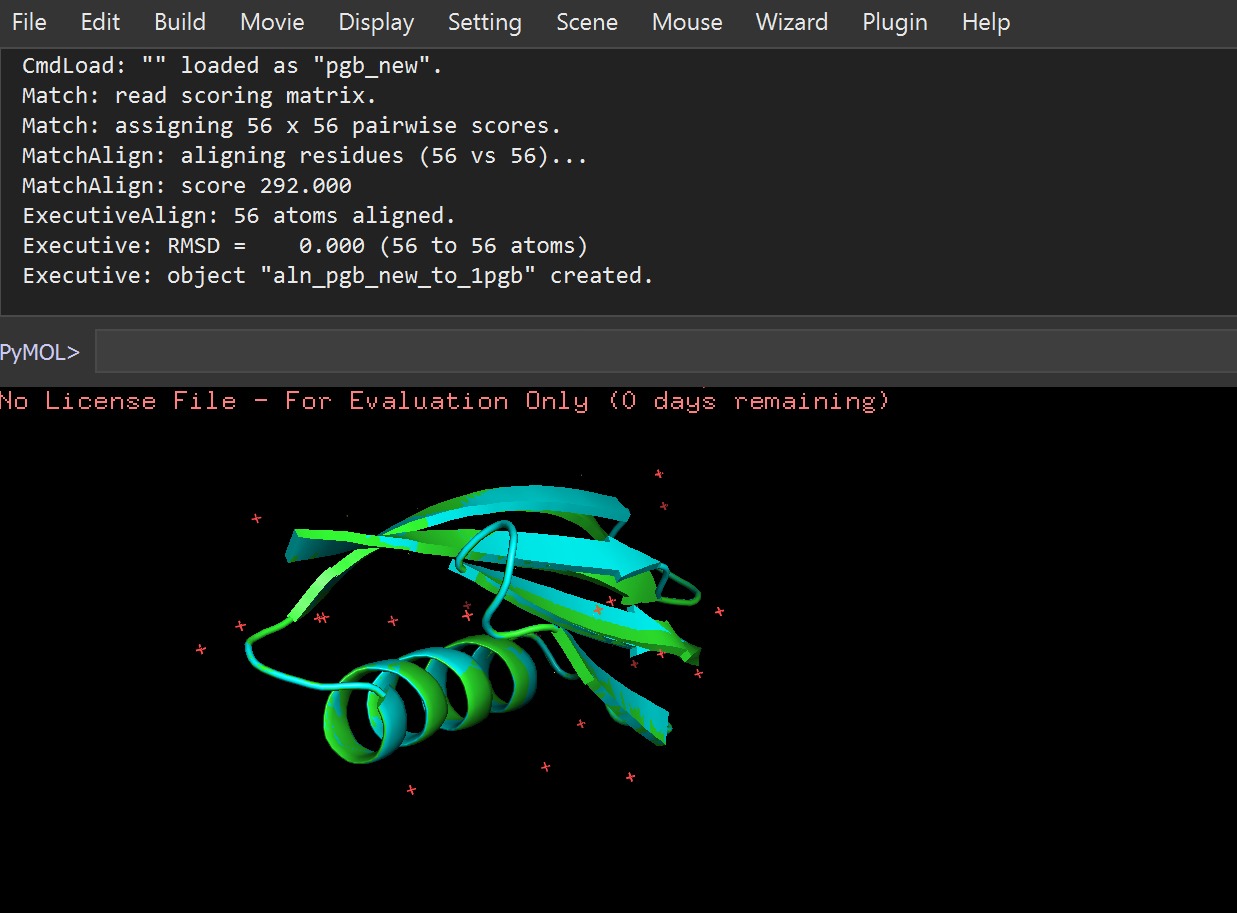 File Edit Build Movie Display Setting Scene Mouse Wizard Plugin Help
CmdLoad: "" loaded as "pgb_new".
Match: read scoring matrix.
Match: assigning 56 x 56 pairwise scores.
MatchAlign: aligning residues (56 vs 56)...
MatchAlign: score 292.000
ExecutiveAlign: 56 atoms aligned.
Executive: RMSD =    0.000 (56 to 56 atoms)
Executive: object "aln_pgb_new_to_1pgb" created.
PyMOL>
No License File - For Evaluation Only (0 days remaining)